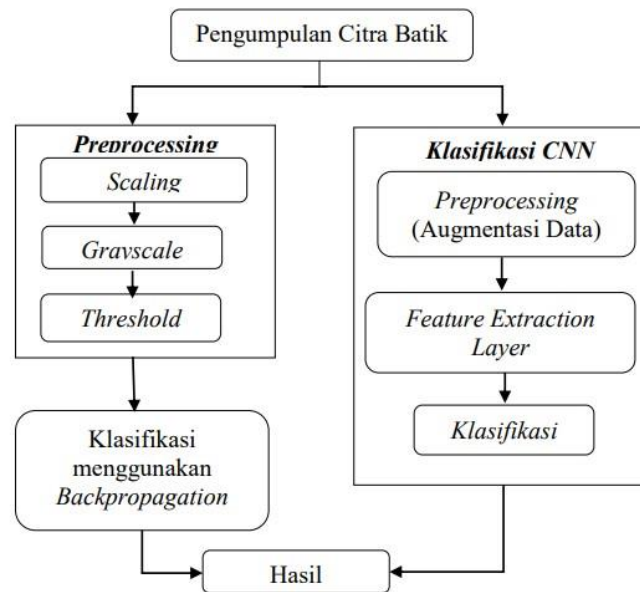 Pengumpulan Citra Batik
Preprocessing
Scaling
Grayscale
Threshold
Klasifikasi
menggunakan
Backpropagation
Klasifikasi CNN
Preprocessing
(Augmentasi Data)
Feature Extraction
Layer
Klasifikasi
Hasil